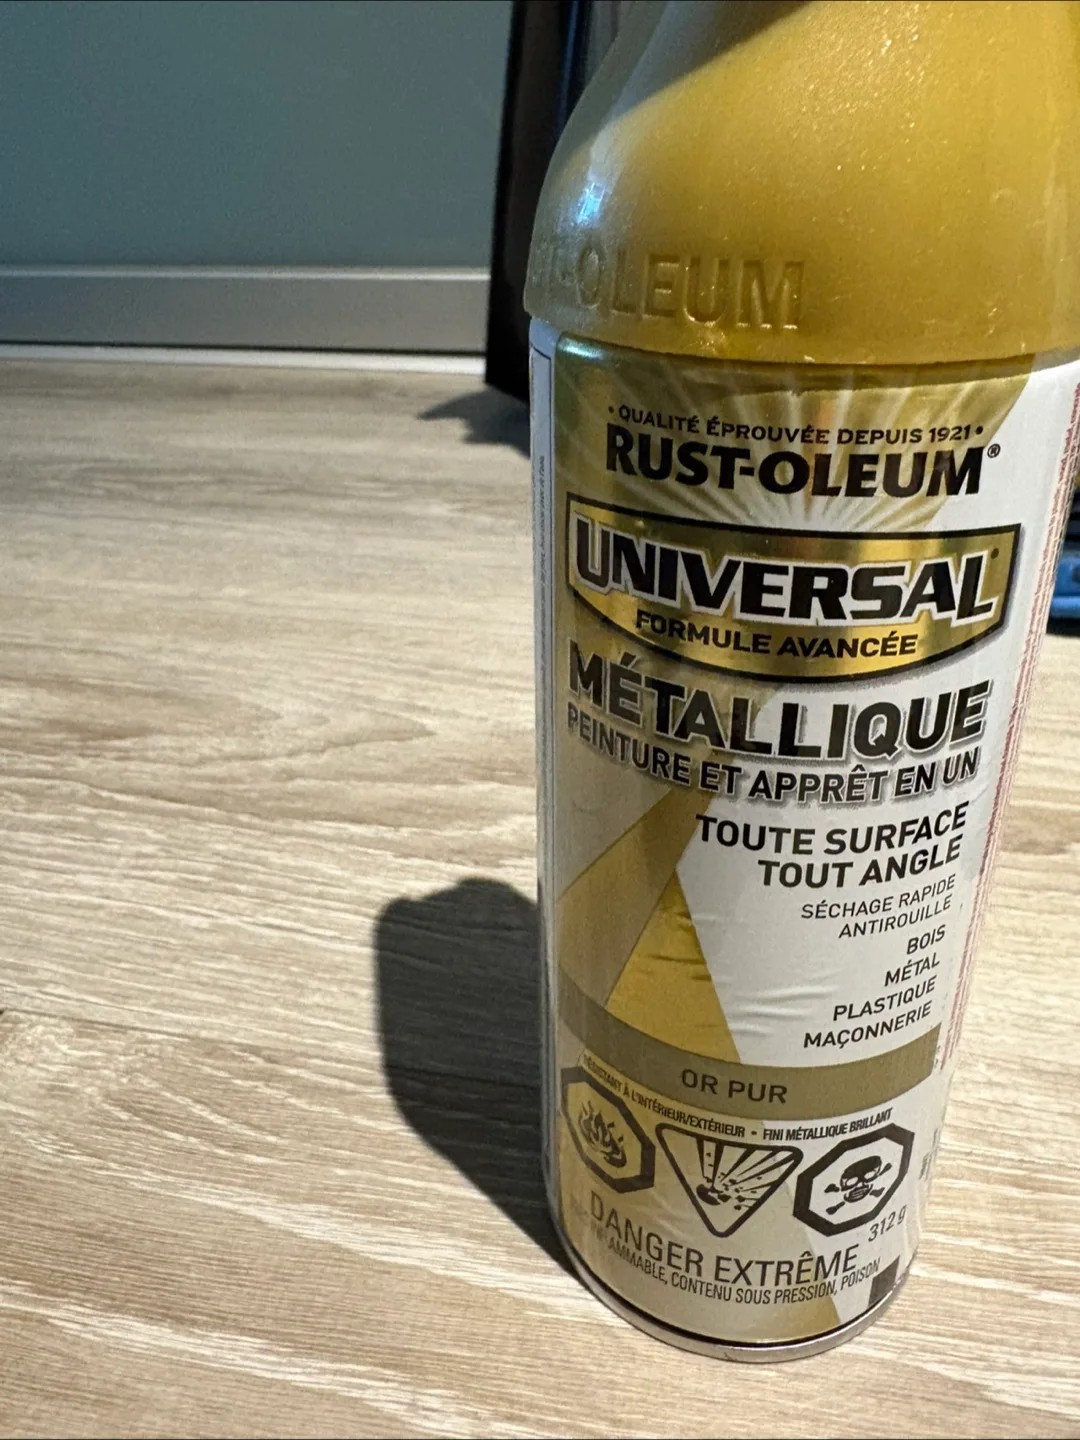 OLEUM
• QUALITÉ ÉPROUVÉE DEPUIS 1921 •
RUST-OLEUM®
UNIVERSAL
FORMULE AVANCÉE
MÉTALLIQUE
PEINTURE ET APPRÊT EN UN
TOUTE SURFACE
TOUT ANGLE
SÉCHAGE RAPIDE
ANTIROUILLE
BOIS
MÉTAL
PLASTIQUE
MAÇONNERIE
OR PUR
RÉSISTANT À L'INTÉRIEUR/EXTÉRIEUR • FINI MÉTALLIQUE BRILLANT
312 g
DANGER EXTRÊME
AMMABLE, CONTENU SOUS PRESSION, POISON